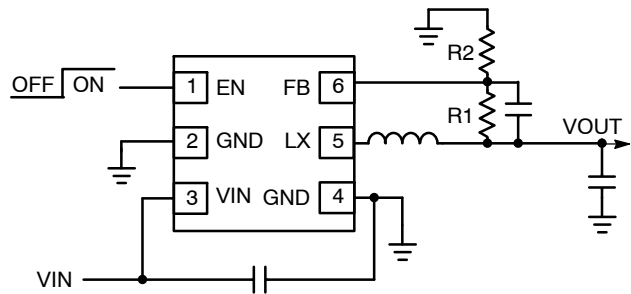 R2
OFF ON
1 EN FB 6
R1
VOUT
2 GND LX 5
3 VIN GND 4
VIN